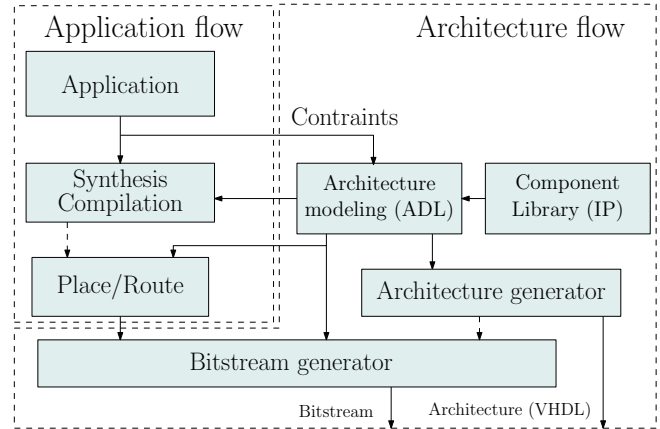 Application flow
Architecture flow
Application
Contraints
Synthesis
Compilation
Architecture
modeling (ADL)
Component
Library (IP)
Place/Route
Architecture generator
Bitstream generator
Bitstream
Architecture (VHDL)